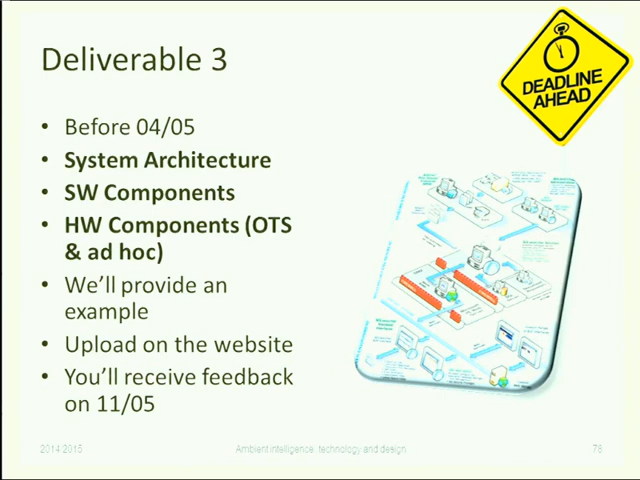 Deliverable 3
DEADLINE
AHEAD
• Before 04/05
• System Architecture
• SW Components
• HW Components (OTS
& ad hoc)
• We'll provide an
example
• Upload on the website
• You'll receive feedback
on 11/05
2014/2015
Ambient intelligence: technology and design
78